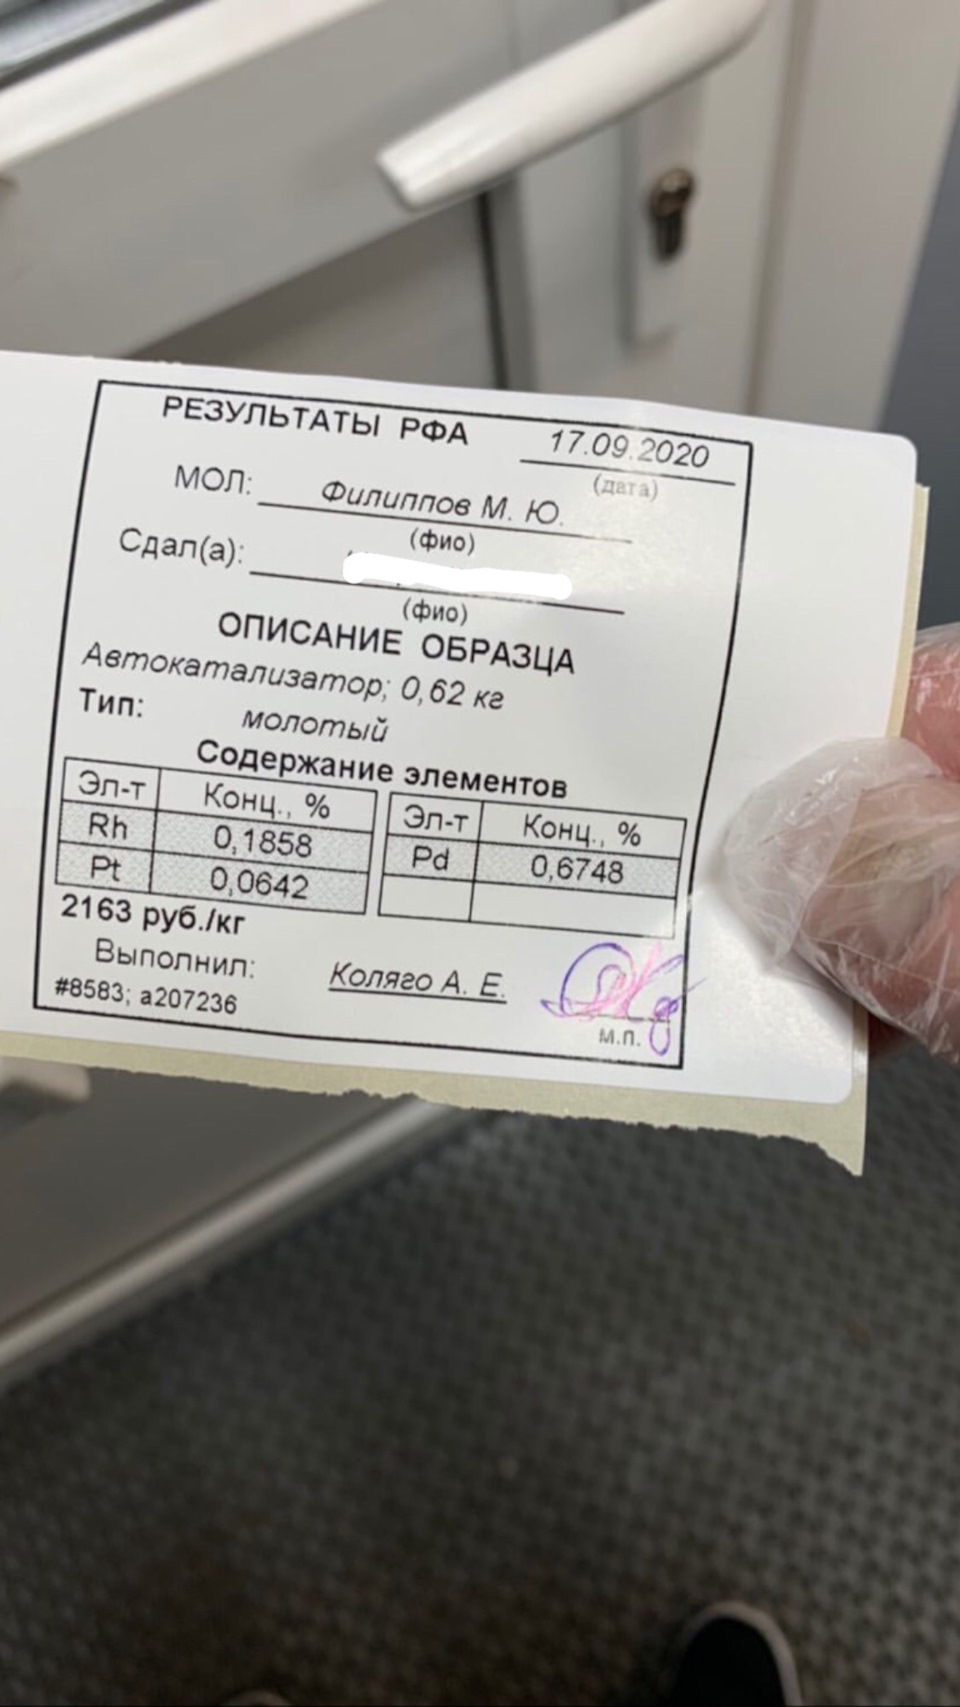 РЕЗУЛЬТАТЫ РФА 17.09.2020
(дата)
МОЛ: Филиппов М. Ю.
(фио)
Сдал(а):
(фио)
ОПИСАНИЕ ОБРАЗЦА
Автокатализатор; 0,62 кг
Тип: молотый
Содержание элементов
Эл-т Конц., % Эл-т Конц., %
Rh 0,1858 Pd 0,6748
Pt 0,0642
2163 руб./кг
Выполнил: Коляго А. Е.
м.п.
#8583; а207236